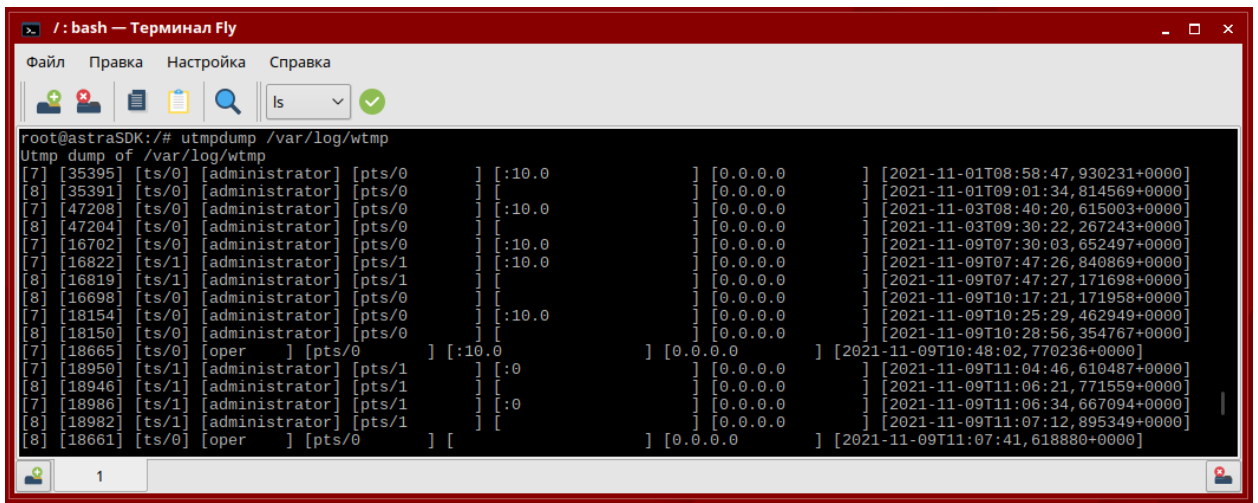 / : bash — Терминал Fly
Файл Правка Настройка Справка
ls
root@astraSDK:/# utmpdump /var/log/wtmp
Utmp dump of /var/log/wtmp
[7] [35395] [ts/0] [administrator] [pts/0       ] [:10.0                ] [0.0.0.0        ] [2021-11-01T08:58:47,930231+0000]
[8] [35391] [ts/0] [administrator] [pts/0       ] [                     ] [0.0.0.0        ] [2021-11-01T09:01:34,814569+0000]
[7] [47208] [ts/0] [administrator] [pts/0       ] [:10.0                ] [0.0.0.0        ] [2021-11-03T08:40:20,615003+0000]
[8] [47204] [ts/0] [administrator] [pts/0       ] [                     ] [0.0.0.0        ] [2021-11-03T09:30:22,267243+0000]
[7] [16702] [ts/0] [administrator] [pts/0       ] [:10.0                ] [0.0.0.0        ] [2021-11-09T07:30:03,652497+0000]
[7] [16822] [ts/1] [administrator] [pts/1       ] [:10.0                ] [0.0.0.0        ] [2021-11-09T07:47:26,840869+0000]
[8] [16819] [ts/1] [administrator] [pts/1       ] [                     ] [0.0.0.0        ] [2021-11-09T07:47:27,171698+0000]
[8] [16698] [ts/0] [administrator] [pts/0       ] [                     ] [0.0.0.0        ] [2021-11-09T10:17:21,171958+0000]
[7] [18154] [ts/0] [administrator] [pts/0       ] [:10.0                ] [0.0.0.0        ] [2021-11-09T10:25:29,462949+0000]
[8] [18150] [ts/0] [administrator] [pts/0       ] [                     ] [0.0.0.0        ] [2021-11-09T10:28:56,354767+0000]
[7] [18665] [ts/0] [oper    ] [pts/0       ] [:10.0                ] [0.0.0.0        ] [2021-11-09T10:48:02,770236+0000]
[7] [18950] [ts/1] [administrator] [pts/1       ] [:0                   ] [0.0.0.0        ] [2021-11-09T11:04:46,610487+0000]
[8] [18946] [ts/1] [administrator] [pts/1       ] [                     ] [0.0.0.0        ] [2021-11-09T11:06:21,771559+0000]
[7] [18986] [ts/1] [administrator] [pts/1       ] [:0                   ] [0.0.0.0        ] [2021-11-09T11:06:34,667094+0000]
[8] [18982] [ts/1] [administrator] [pts/1       ] [                     ] [0.0.0.0        ] [2021-11-09T11:07:12,895349+0000]
[8] [18661] [ts/0] [oper    ] [pts/0       ] [                     ] [0.0.0.0        ] [2021-11-09T11:07:41,618880+0000]
1